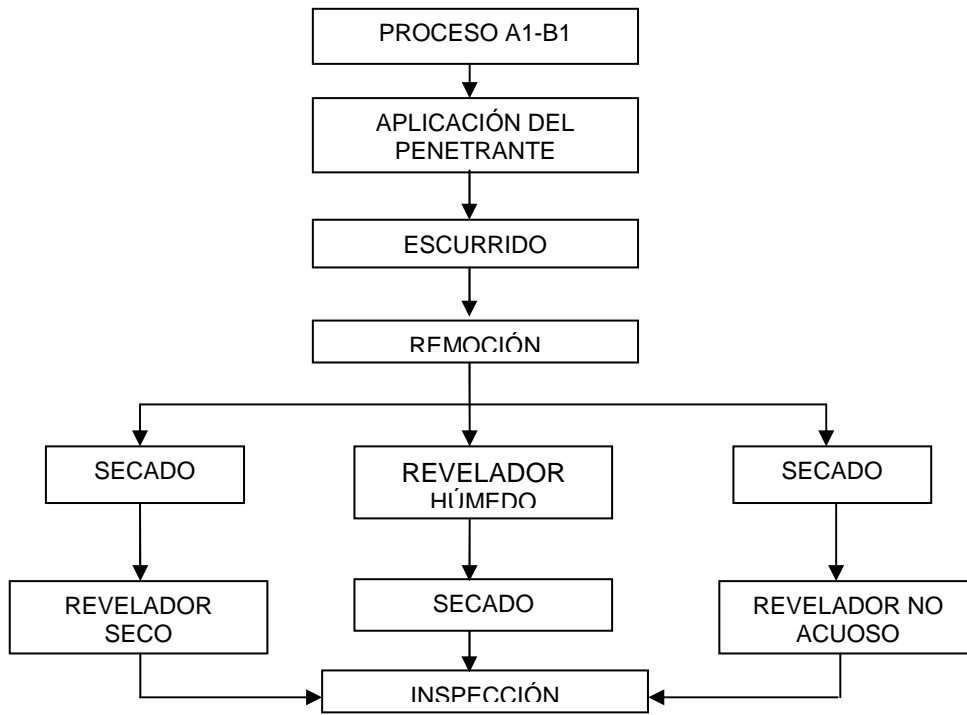 PROCESO A1-B1
APLICACIÓN DEL
PENETRANTE
ESCURRIDO
REMOCIÓN
SECADO
REVELADOR
HÚMEDO
SECADO
REVELADOR
SECO
SECADO
REVELADOR NO
ACUOSO
INSPECCIÓN